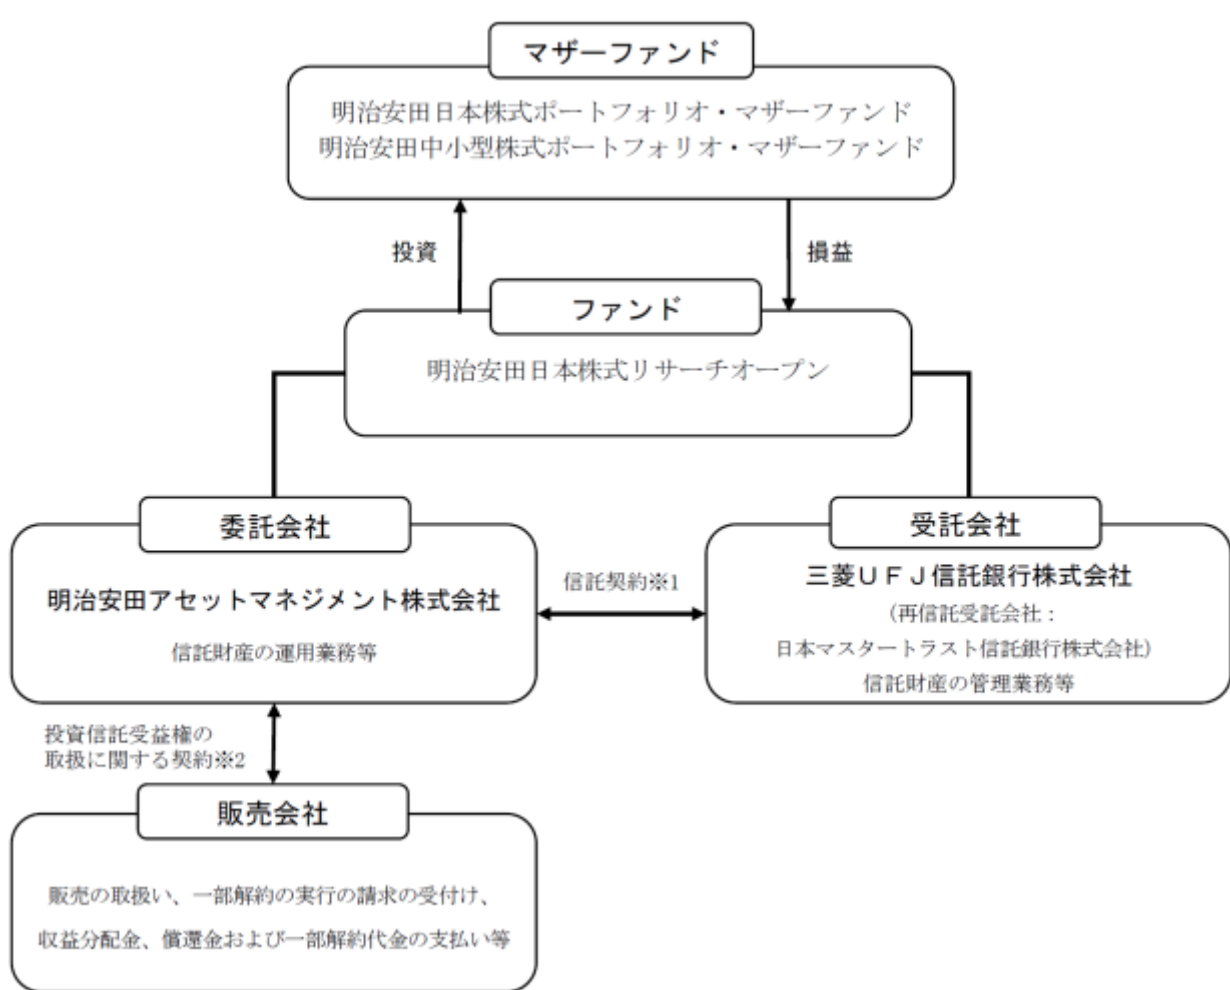 マザーファンド
明治安田日本株式ポートフォリオ・マザーファンド
明治安田中小型株式ポートフォリオ・マザーファンド
投資
損益
ファンド
明治安田日本株式リサーチオープン
委託会社
明治安田アセットマネジメント株式会社
信託財産の運用業務等
信託契約※1
受託会社
三菱UFJ信託銀行株式会社
(再信託受託会社:
日本マスタートラスト信託銀行株式会社)
信託財産の管理業務等
投資信託受益権の
取扱に関する契約※2
販売会社
販売の取扱い、一部解約の実行の請求の受付け、
収益分配金、償還金および一部解約代金の支払い等